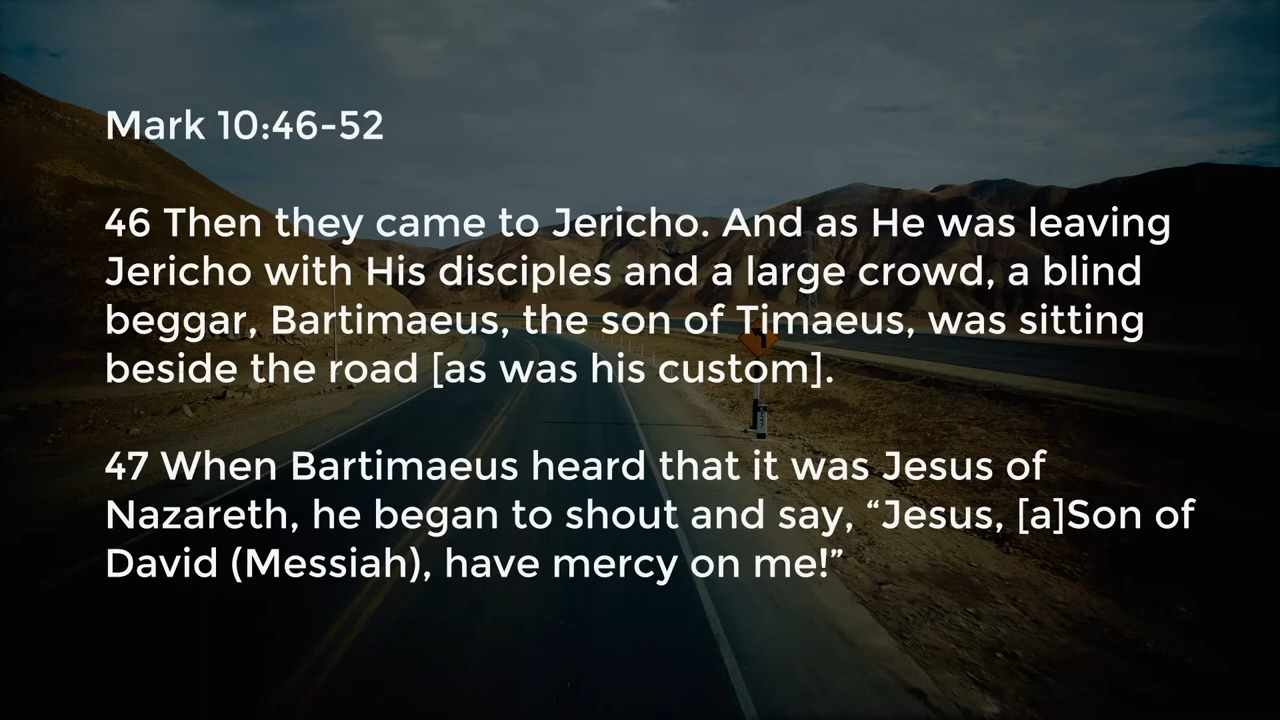 Mark 10:46-52
46 Then they came to Jericho. And as He was leaving
Jericho with His disciples and a large crowd, a blind
beggar, Bartimaeus, the son of Timaeus, was sitting
beside the road [as was his custom].
47 When Bartimaeus heard that it was Jesus of
Nazareth, he began to shout and say, “Jesus, [a]Son of
David (Messiah), have mercy on me!”